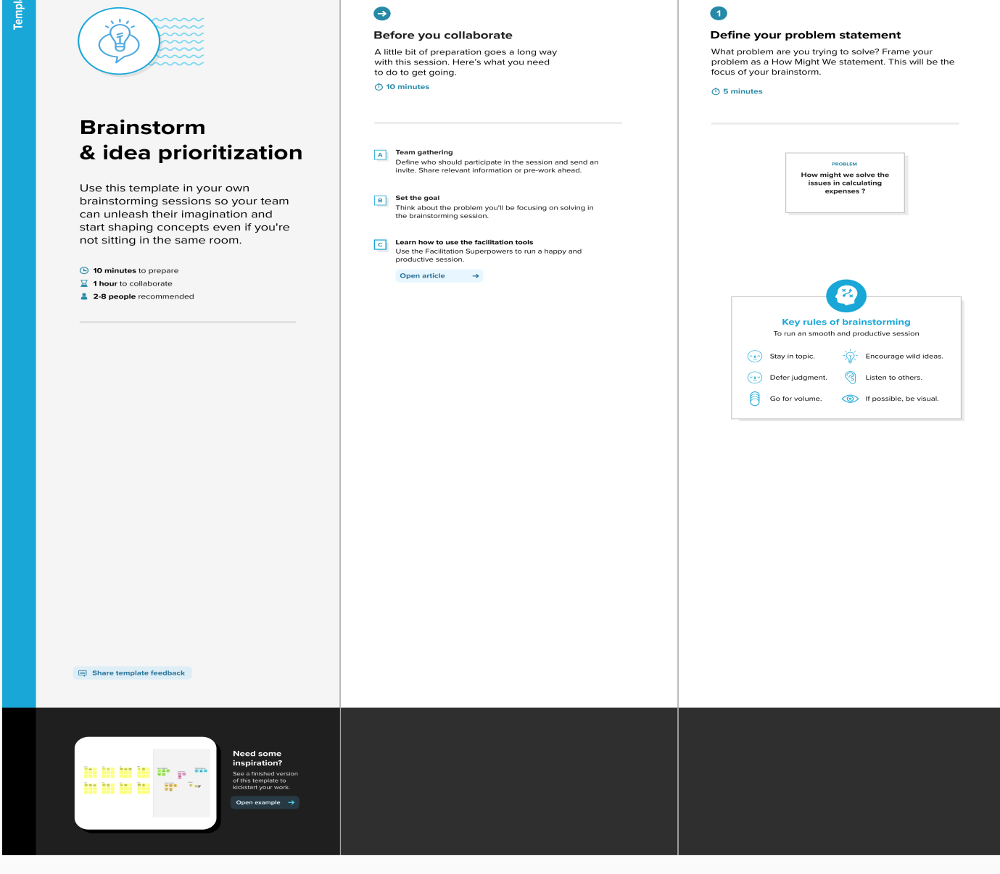 Templ
Brainstorm
& idea prioritization
Use this template in your own
brainstorming sessions so your team
can unleash their imagination and
start shaping concepts even if you're
not sitting in the same room.
10 minutes to prepare
1 hour to collaborate
2-8 people recommended
Share template feedback
Need some
inspiration?
See a finished version
of this template to
kickstart your work.
Open example
Before you collaborate
A little bit of preparation goes a long way
with this session. Here's what you need
to do to get going.
10 minutes
A
Team gathering
Define who should participate in the session and send an
invite. Share relevant information or pre-work ahead.
B
Set the goal
Think about the problem you'll be focusing on solving in
the brainstorming session.
C
Learn how to use the facilitation tools
Use the Facilitation Superpowers to run a happy and
productive session.
Open article
1
Define your problem statement
What problem are you trying to solve? Frame your
problem as a How Might We statement. This will be the
focus of your brainstorm.
5 minutes
PROBLEM
How might we solve the
issues in calculating
expenses ?
Key rules of brainstorming
To run an smooth and productive session
Stay in topic.
Encourage wild ideas.
Defer judgment.
Listen to others.
Go for volume.
If possible, be visual.